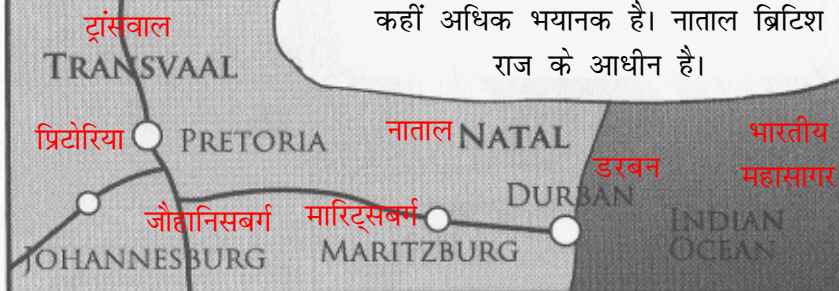 कहीं अधिक भयानक है। नाताल ब्रिटिश
राज के आधीन है।
ट्रांसवाल
TRANSVAAL
प्रिटोरिया PRETORIA
नाताल NATAL
भारतीय
महासागर
डरबन
DURBAN
जौहानिसबर्ग
मारिट्सबर्ग
INDIAN
OCEAN
JOHANNESBURG
MARITZBURG